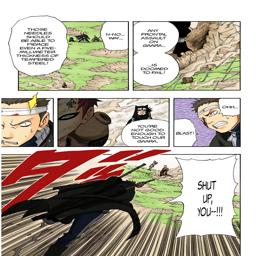 ANY
FRONTAL
ASSAULT
ON
GAARA...
...IS
DOOMED
TO FAIL!
N-NO...
WAY...
THOSE
NEEDLES
SHOULD
BE ABLE TO
PIERCE
EVEN A FIVE-
MILLIMETER
THICKNESS OF
TEMPERED
STEEL!
OHH...
BLAST!
YOU'RE
NOT GOOD
ENOUGH TO
TOUCH OUR
GAARA.
SHUT
UP,
YOU--!!!